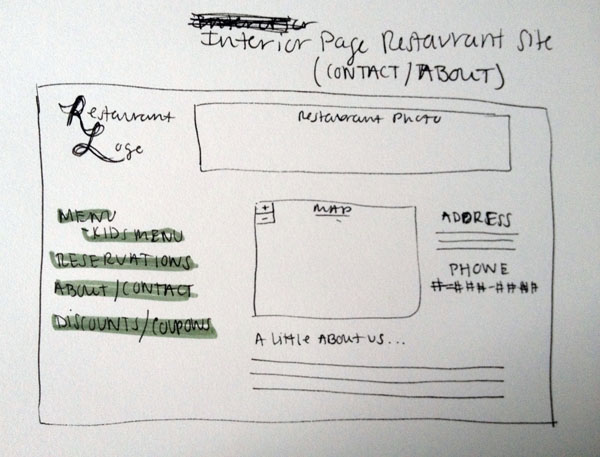 Interior Page Restaurant Site
(CONTACT/ABOUT)
Restaurant
Logo
Restaurant Photo
MENU
- KIDS MENU
RESERVATIONS
ABOUT/CONTACT
DISCOUNTS/COUPONS
+
-
MAP
ADDRESS
PHONE
#-###-####
A Little ABOUT US...